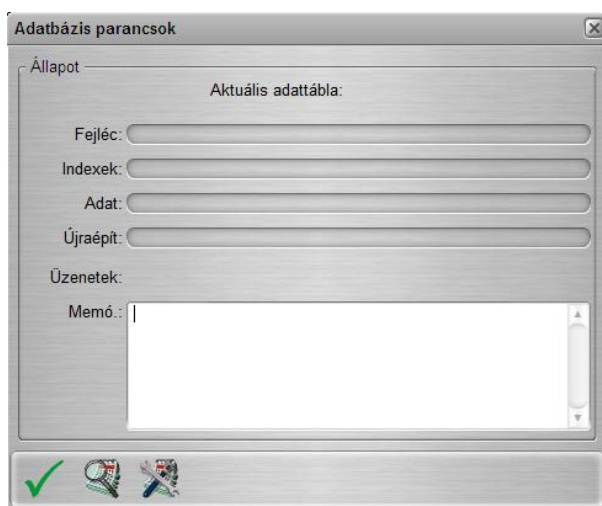 Adatbázis parancsok
Állapot
Aktuális adattábla:
Fejléc:
Indexek:
Adat:
Újraépít:
Üzenetek:
Memó.: